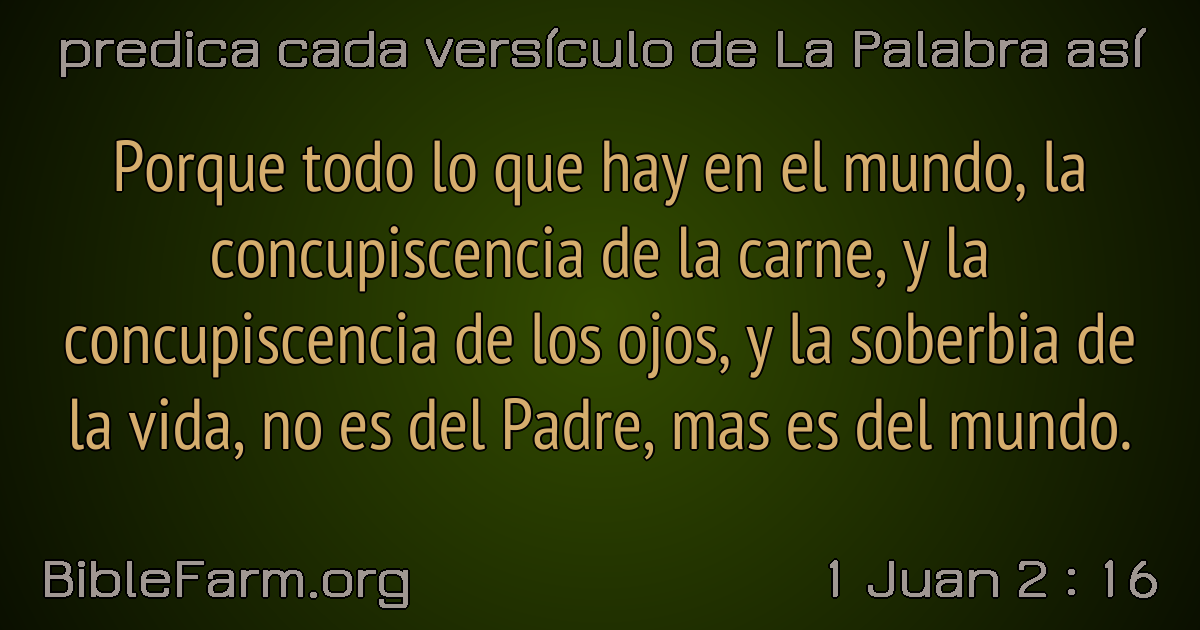 predica cada versículo de La Palabra así
Porque todo lo que hay en el mundo, la
concupiscencia de la carne, y la
concupiscencia de los ojos, y la soberbia de
la vida, no es del Padre, mas es del mundo.
BibleFarm.org
1 Juan 2 : 16